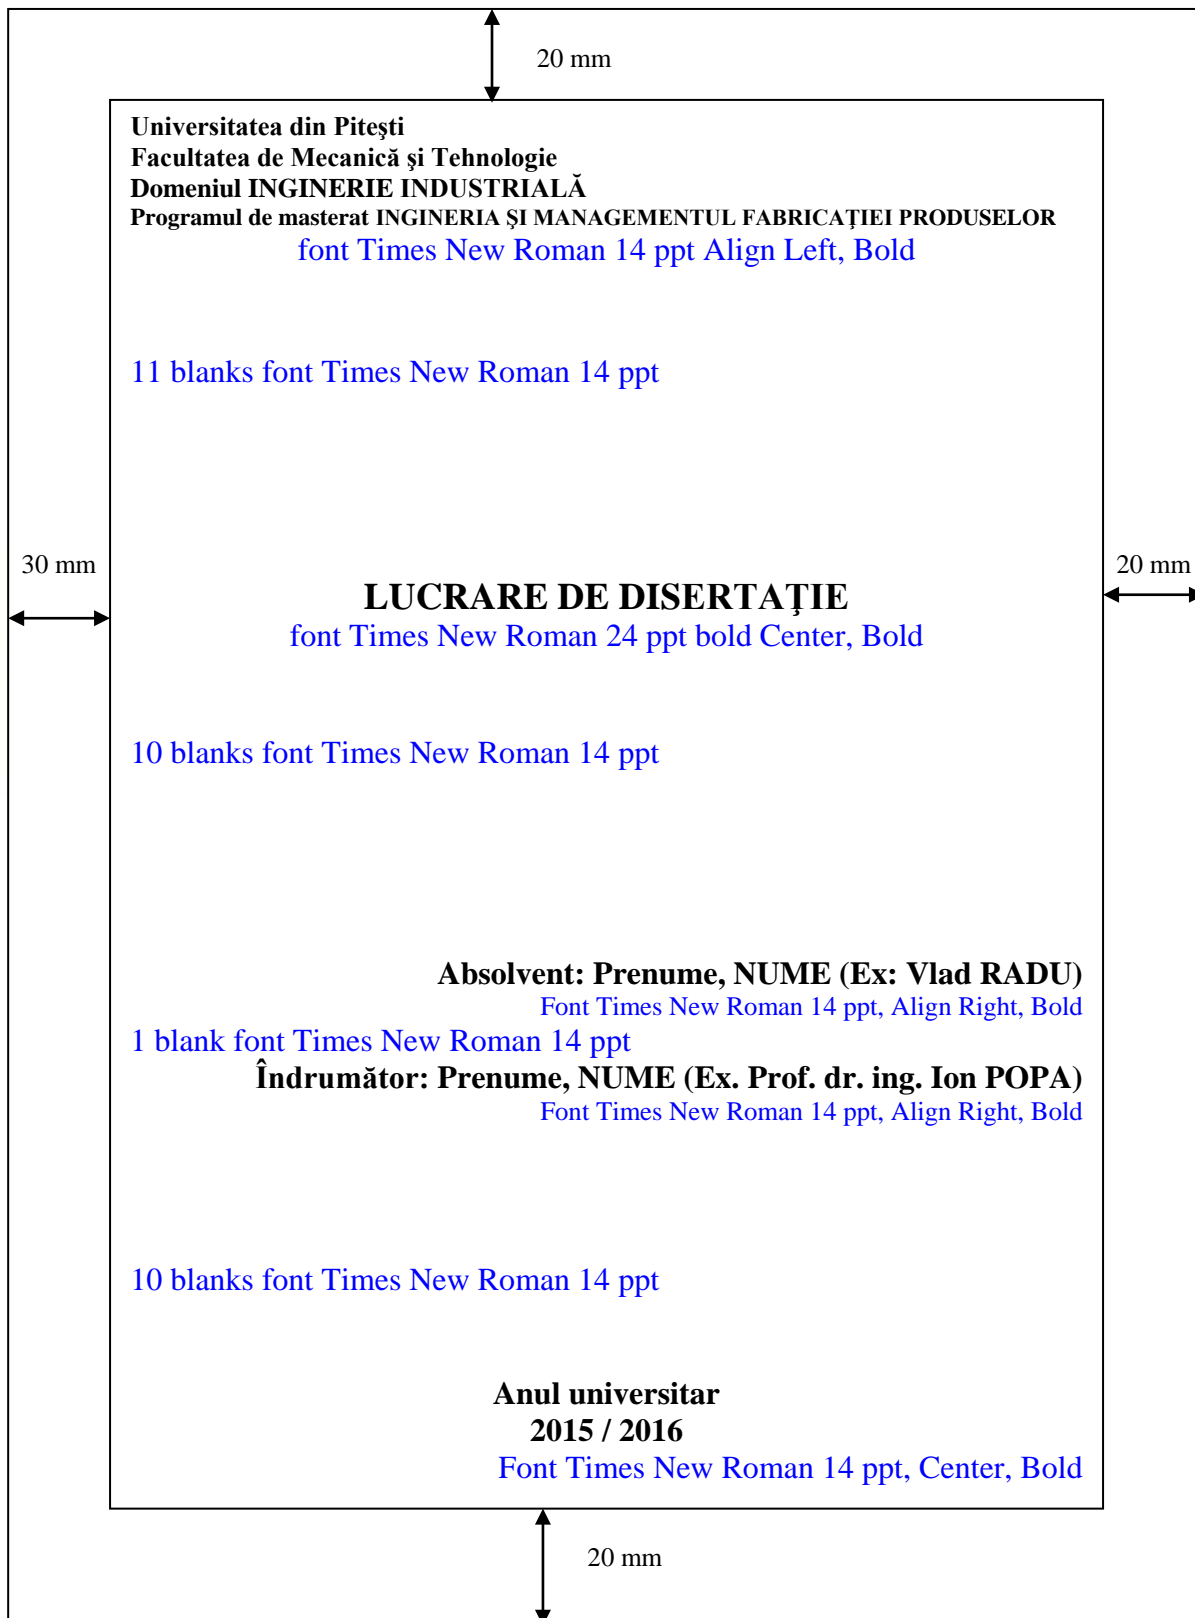 20 mm
Universitatea din Piteşti
Facultatea de Mecanică şi Tehnologie
Domeniul INGINERIE INDUSTRIALĂ
Programul de masterat INGINERIA ŞI MANAGEMENTUL FABRICAŢIEI PRODUSELOR
font Times New Roman 14 ppt Align Left, Bold
11 blanks font Times New Roman 14 ppt
30 mm
20 mm
LUCRARE DE DISERTAŢIE
font Times New Roman 24 ppt bold Center, Bold
10 blanks font Times New Roman 14 ppt
Absolvent: Prenume, NUME (Ex: Vlad RADU)
Font Times New Roman 14 ppt, Align Right, Bold
1 blank font Times New Roman 14 ppt
Îndrumător: Prenume, NUME (Ex. Prof. dr. ing. Ion POPA)
Font Times New Roman 14 ppt, Align Right, Bold
10 blanks font Times New Roman 14 ppt
Anul universitar
2015 / 2016
Font Times New Roman 14 ppt, Center, Bold
20 mm